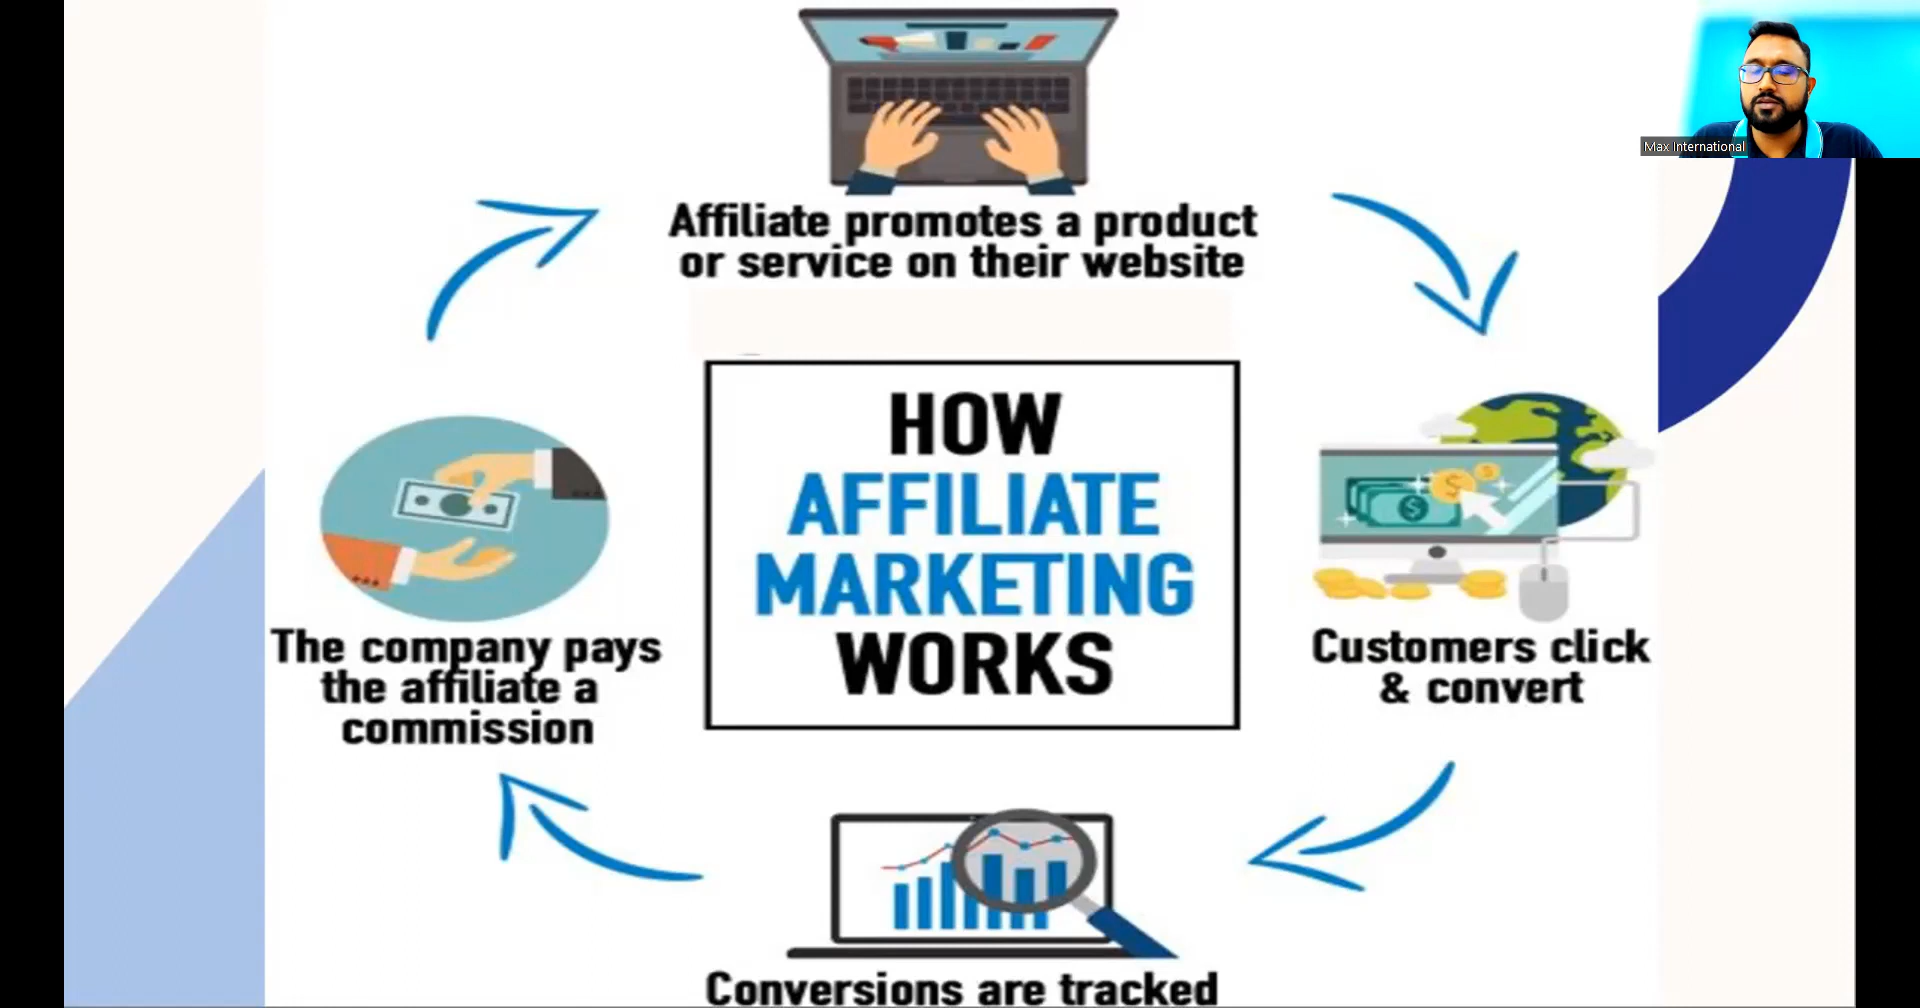 Max International
Affiliate promotes a product
or service on their website
HOW
AFFILIATE
MARKETING
WORKS
The company pays
the affiliate a
commission
Customers click
& convert
Conversions are tracked